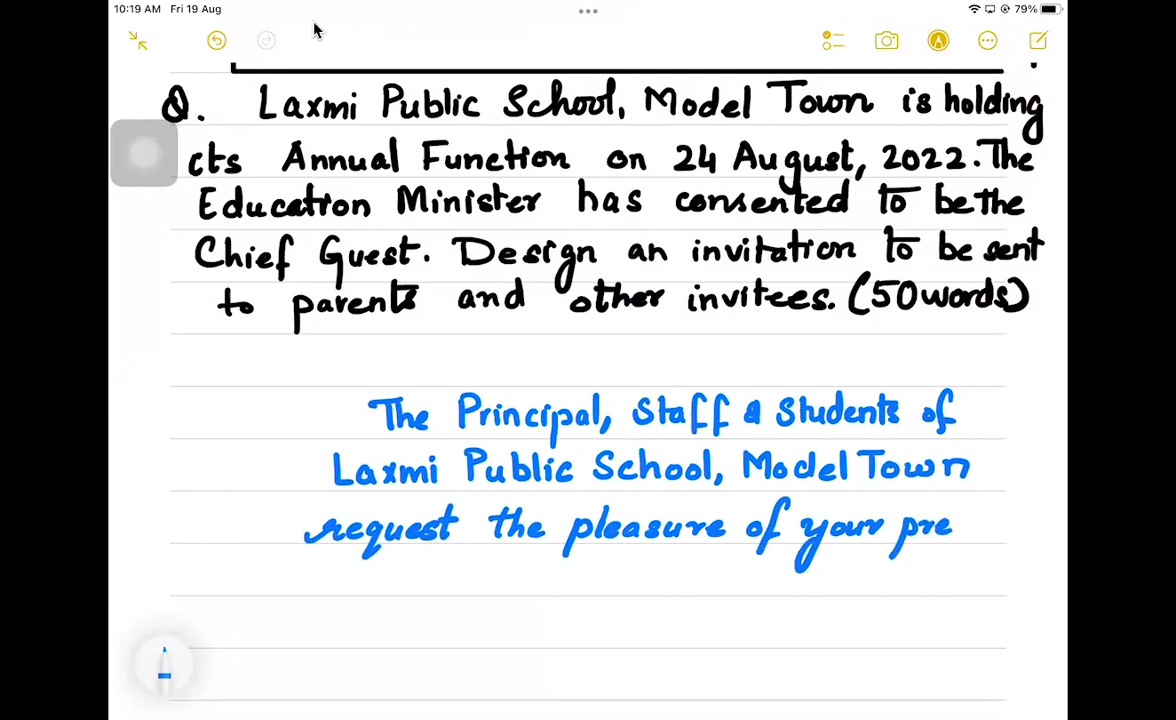 10:19 AM Fri 19 Aug
79%
Q. Laxmi Public School, Model Town is holding
its Annual Function on 24 August, 2022. The
Education Minister has consented to be the
Chief Guest. Design an invitation to be sent
to parents and other invitees. (50 words)
The Principal, Staff & Students of
Laxmi Public School, Model Town
request the pleasure of your pre